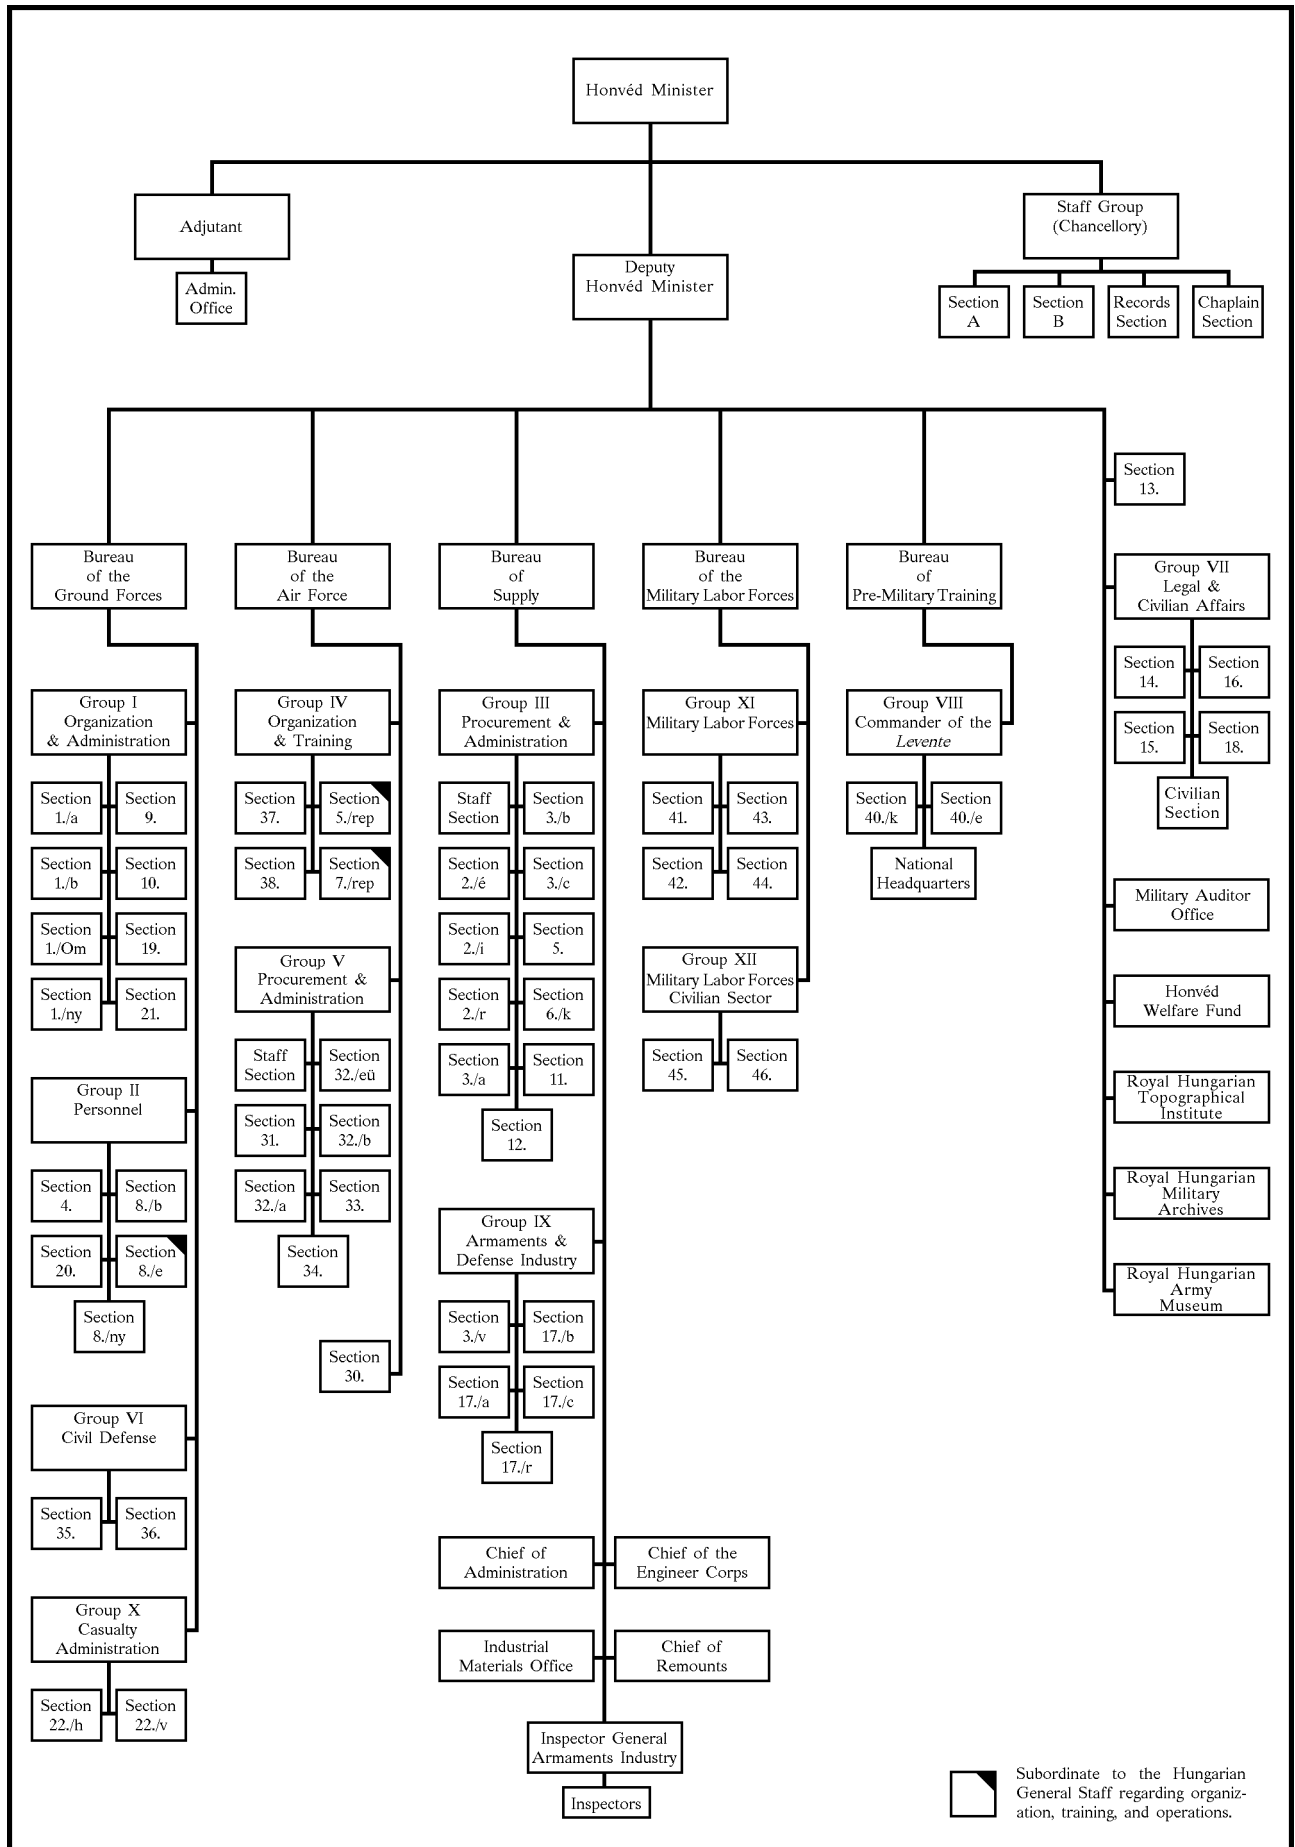 Honvéd Minister
Adjutant
Admin.
Office
Deputy
Honvéd Minister
Staff Group
(Chancellory)
Section
A
Section
B
Records
Section
Chaplain
Section
Bureau
of the
Ground Forces
Group I
Organization
& Administration
Section
1./a
Section
9.
Section
1./b
Section
10.
Section
1./Om
Section
19.
Section
1./ny
Section
21.
Group II
Personnel
Section
4.
Section
8./b
Section
20.
Section
8./e
Section
8./ny
Group VI
Civil Defense
Section
35.
Section
36.
Group X
Casualty
Administration
Section
22./h
Section
22./v
Bureau
of the
Air Force
Group IV
Organization
& Training
Section
37.
Section
5./rep
Section
38.
Section
7./rep
Group V
Procurement &
Administration
Staff
Section
Section
32./eü
Section
31.
Section
32./b
Section
32./a
Section
33.
Section
34.
Section
30.
Bureau
of
Supply
Group III
Procurement &
Administration
Staff
Section
Section
3./b
Section
2./é
Section
3./c
Section
2./i
Section
5.
Section
2./r
Section
6./k
Section
3./a
Section
11.
Section
12.
Group IX
Armaments &
Defense Industry
Section
3./v
Section
17./b
Section
17./a
Section
17./c
Section
17./r
Chief of
Administration
Chief of the
Engineer Corps
Industrial
Materials Office
Chief of
Remounts
Inspector General
Armaments Industry
Inspectors
Bureau
of the
Military Labor Forces
Group XI
Military Labor Forces
Section
41.
Section
43.
Section
42.
Section
44.
Group XII
Military Labor Forces
Civilian Sector
Section
45.
Section
46.
Bureau
of
Pre-Military Training
Group VIII
Commander of the
Levente
Section
40./k
Section
40./e
National
Headquarters
Section
13.
Group VII
Legal &
Civilian Affairs
Section
14.
Section
16.
Section
15.
Section
18.
Civilian
Section
Military Auditor
Office
Honvéd
Welfare Fund
Royal Hungarian
Topographical
Institute
Royal Hungarian
Military
Archives
Royal Hungarian
Army
Museum
Subordinate to the Hungarian
General Staff regarding organiz-
ation, training, and operations.